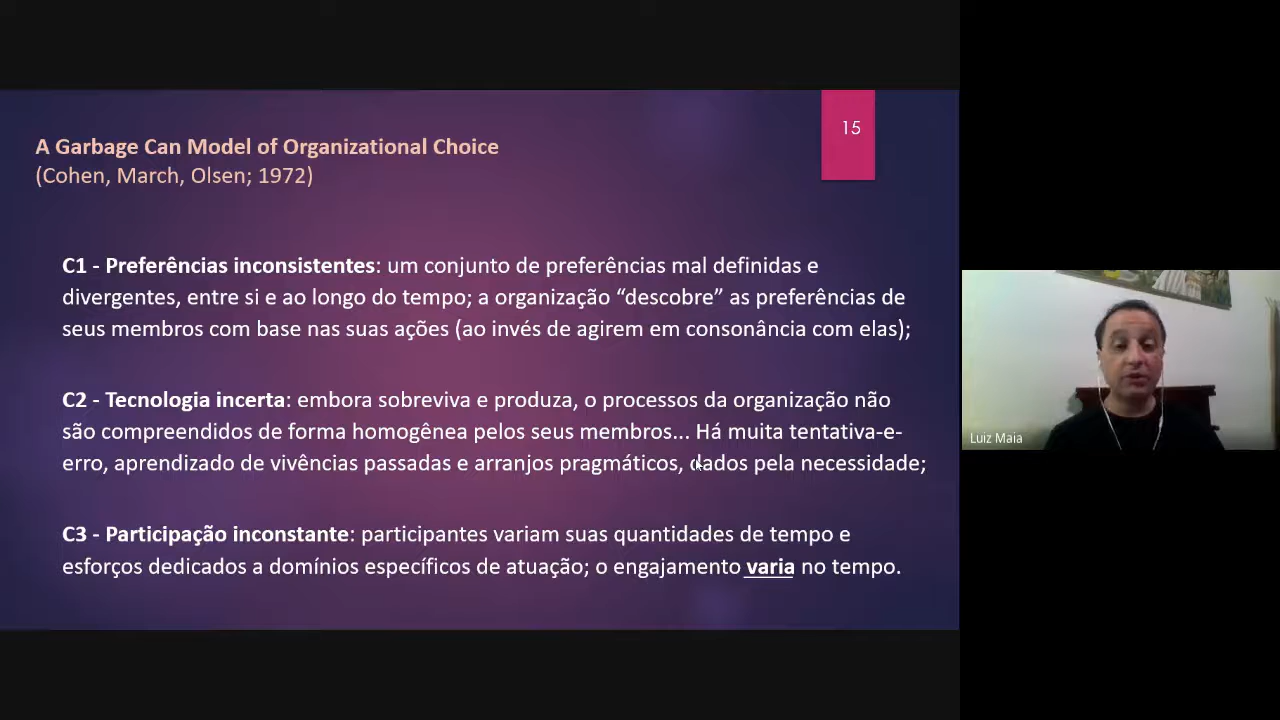 15
A Garbage Can Model of Organizational Choice
(Cohen, March, Olsen; 1972)
C1 - Preferências inconsistentes: um conjunto de preferências mal definidas e
divergentes, entre si e ao longo do tempo; a organização “descobre” as preferências de
seus membros com base nas suas ações (ao invés de agirem em consonância com elas);
C2 - Tecnologia incerta: embora sobreviva e produza, o processos da organização não
são compreendidos de forma homogênea pelos seus membros... Há muita tentativa-e-
erro, aprendizado de vivências passadas e arranjos pragmáticos, dados pela necessidade;
C3 - Participação inconstante: participantes variam suas quantidades de tempo e
esforços dedicados a domínios específicos de atuação; o engajamento varia no tempo.
Luiz Maia